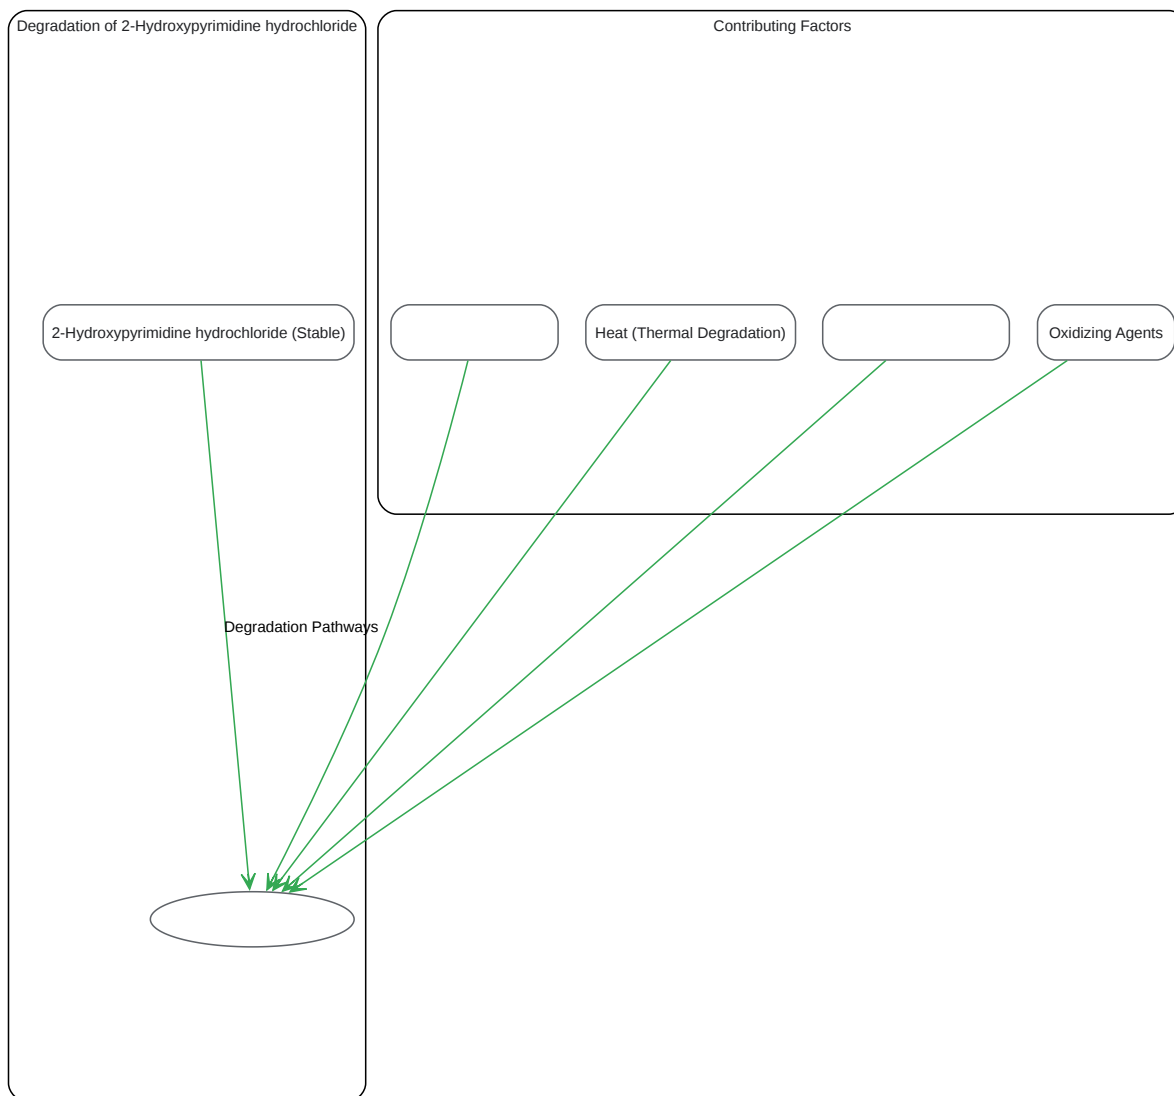 Degradation of 2-Hydroxypyrimidine hydrochloride
Contributing Factors
2-Hydroxypyrimidine hydrochloride (Stable)
Heat (Thermal Degradation)
Oxidizing Agents
Degradation Pathways